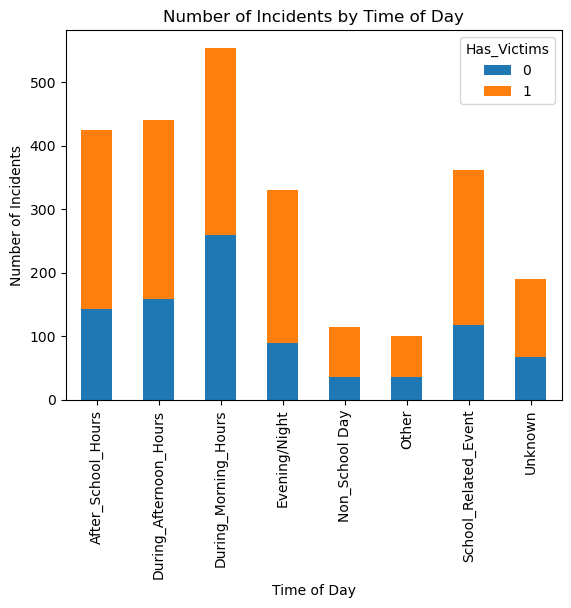 Number of Incidents by Time of Day
Has_Victims
0
1
Number of Incidents
500
400
300
200
100
0
After_School_Hours
During_Afternoon_Hours
During_Morning_Hours
Evening/Night
Non_School Day
Other
School_Related_Event
Unknown
Time of Day